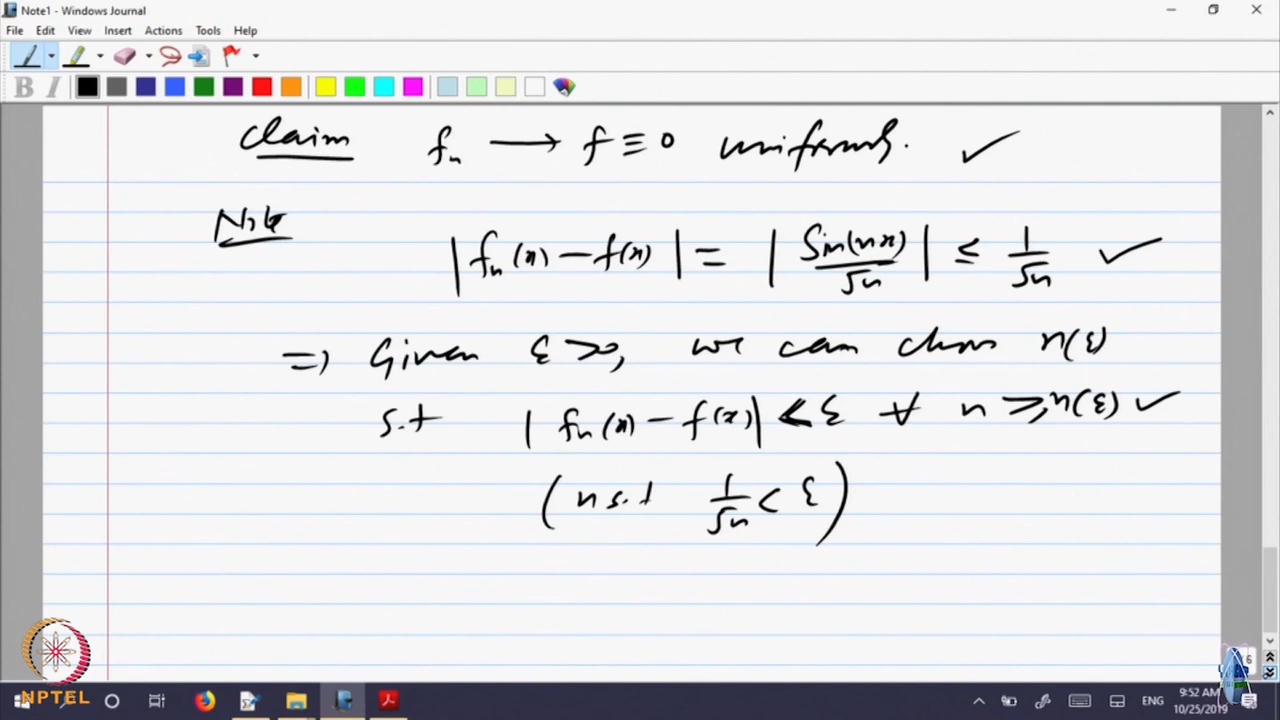 Note1 - Windows Journal
File Edit View Insert Actions Tools Help
B I
Claim fₙ → f ≡ 0 uniformly. ✓
Note
|fₙ(x) − f(x)| = |Sin(nx)/√n| ≤ 1/√n ✓
=) Given ε > 0, we can choose n(ε)
s.t |fₙ(x) − f(x)| < ε ∀ n ≥ n(ε) ✓
(n s.t 1/√n < ε)
6
NPTEL
ENG
9:52 AM
10/25/2019